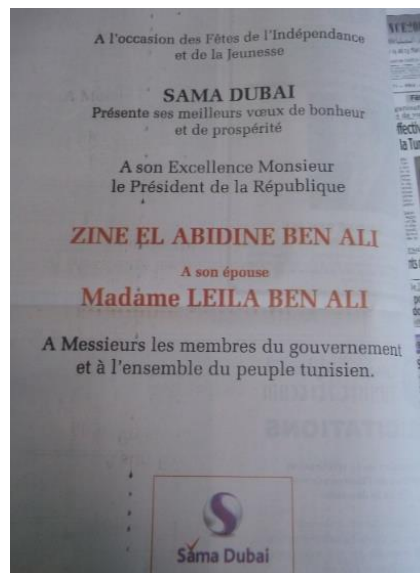 A l'occasion des Fêtes de l'Indépendance
et de la Jeunesse
SAMA DUBAI
Présente ses meilleurs vœux de bonheur
et de prospérité
A son Excellence Monsieur
le Président de la République
ZINE EL ABIDINE BEN ALI
A son épouse
Madame LEILA BEN ALI
A Messieurs les membres du gouvernement
et à l'ensemble du peuple tunisien.
Sama Dubai